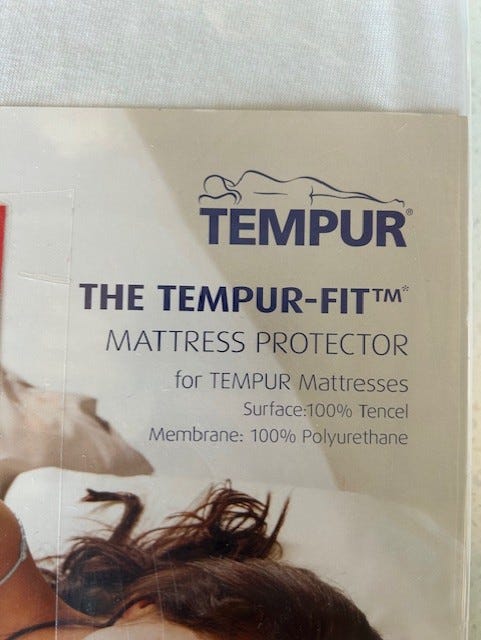 TEMPUR®
THE TEMPUR-FIT™*
MATTRESS PROTECTOR
for TEMPUR Mattresses
Surface:100% Tencel
Membrane: 100% Polyurethane